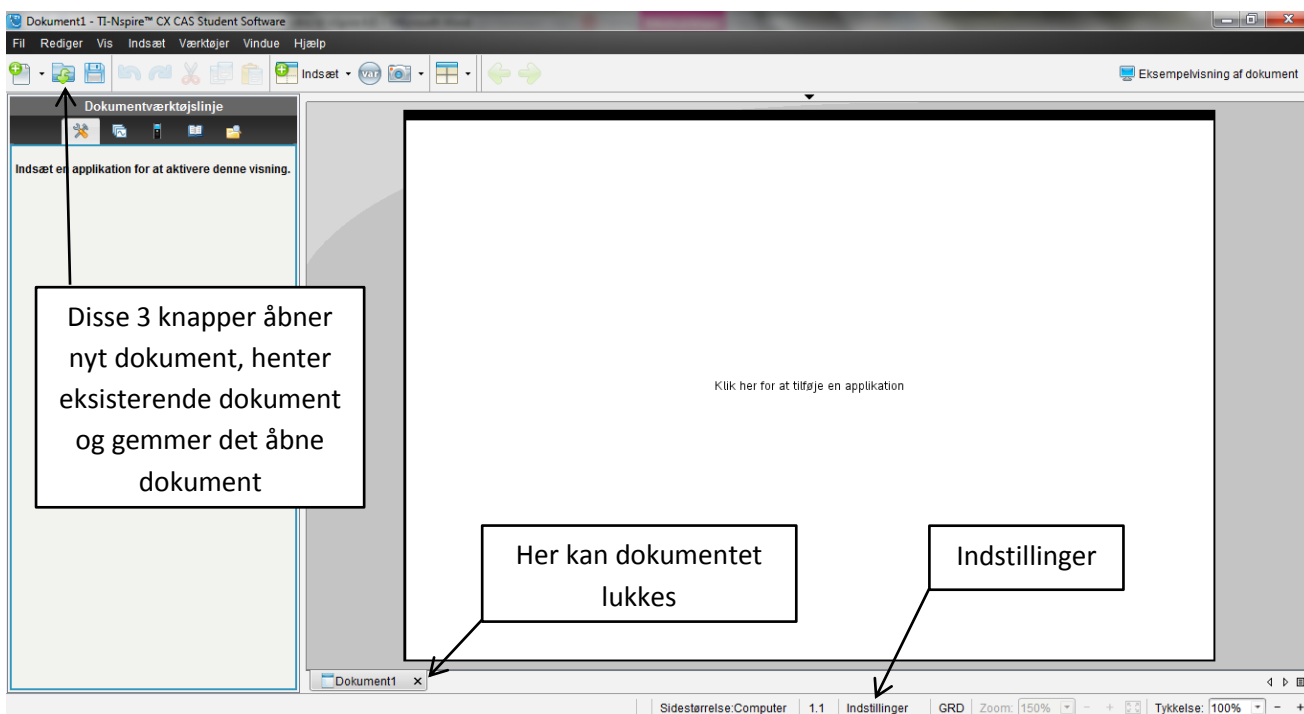 Dokument1 - TI-Nspire™ CX CAS Student Software
Fil Rediger Vis Indsæt Værktøjer Vindue Hjælp
Indsæt var Eksempelvisning af dokument
Dokumentværktøjslinje
Indsæt en applikation for at aktivere denne visning.
Disse 3 knapper åbner
nyt dokument, henter
eksisterende dokument
og gemmer det åbne
dokument
Klik her for at tilføje en applikation
Her kan dokumentet
lukkes
Indstillinger
Dokument1
Sidestørrelse:Computer 1.1 Indstillinger GRD Zoom: 150% - + Tykkelse: 100% - +